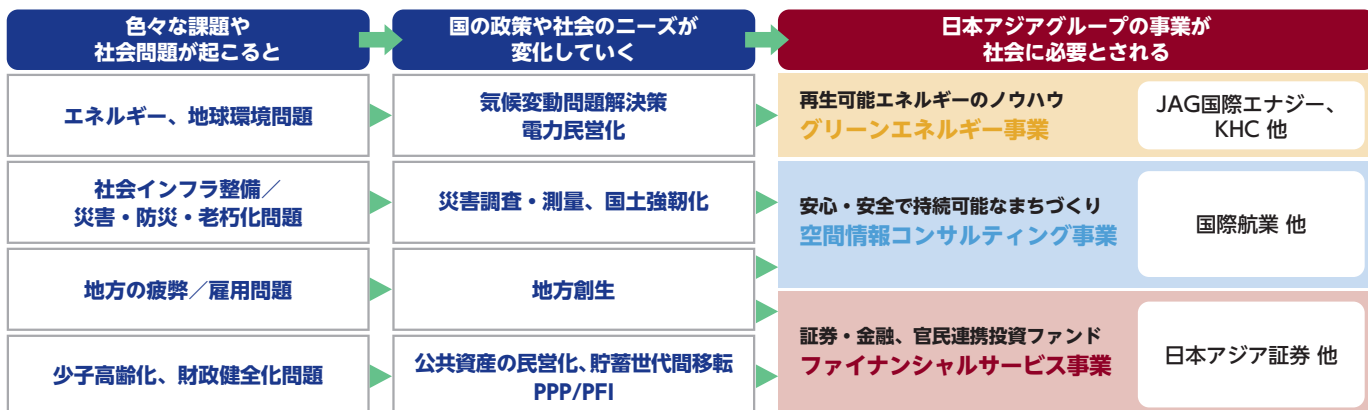 色々な課題や
社会問題が起こると
国の政策や社会のニーズが
変化していく
日本アジアグループの事業が
社会に必要とされる
エネルギー、地球環境問題
気候変動問題解決策
電力民営化
再生可能エネルギーのノウハウ
グリーンエネルギー事業
JAG国際エナジー、
KHC 他
社会インフラ整備／
災害・防災・老朽化問題
災害調査・測量、国土強靭化
安心・安全で持続可能なまちづくり
空間情報コンサルティング事業
国際航業 他
地方の疲弊／雇用問題
地方創生
証券・金融、官民連携投資ファンド
ファイナンシャルサービス事業
日本アジア証券 他
少子高齢化、財政健全化問題
公共資産の民営化、貯蓄世代間移転
PPP/PFI